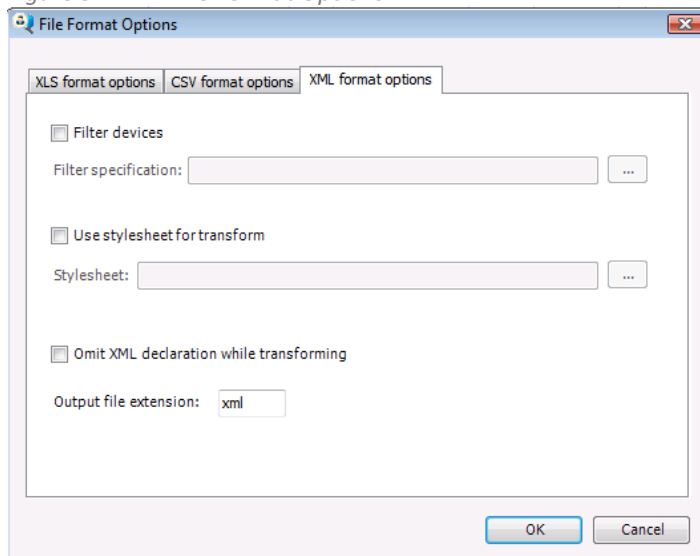 File Format Options
XLS format options CSV format options XML format options
Filter devices
Filter specification: ...
Use stylesheet for transform
Stylesheet: ...
Omit XML declaration while transforming
Output file extension: xml
OK Cancel